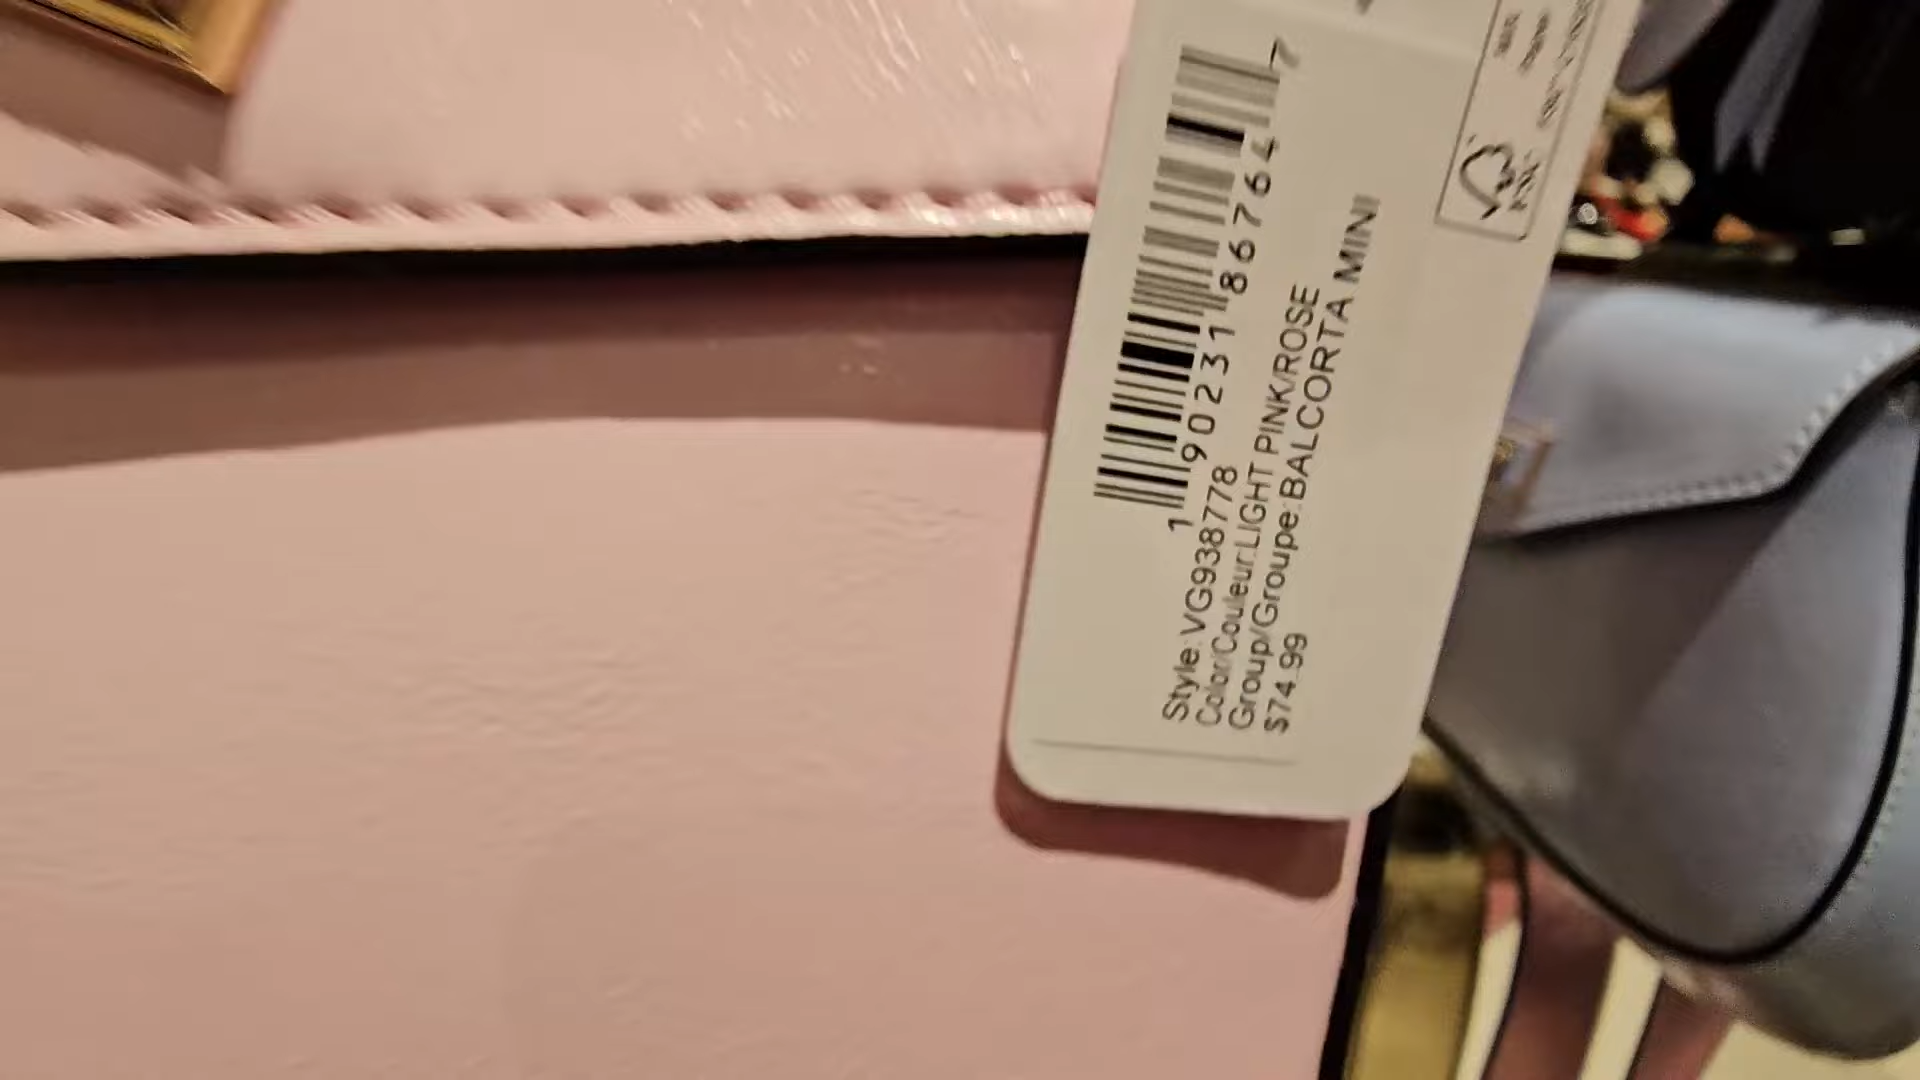 1 90231 86764 7
Style:VG938778
Color/Couleur:LIGHT PINK/ROSE
Group/Groupe:BALCORTA MINI
$74.99